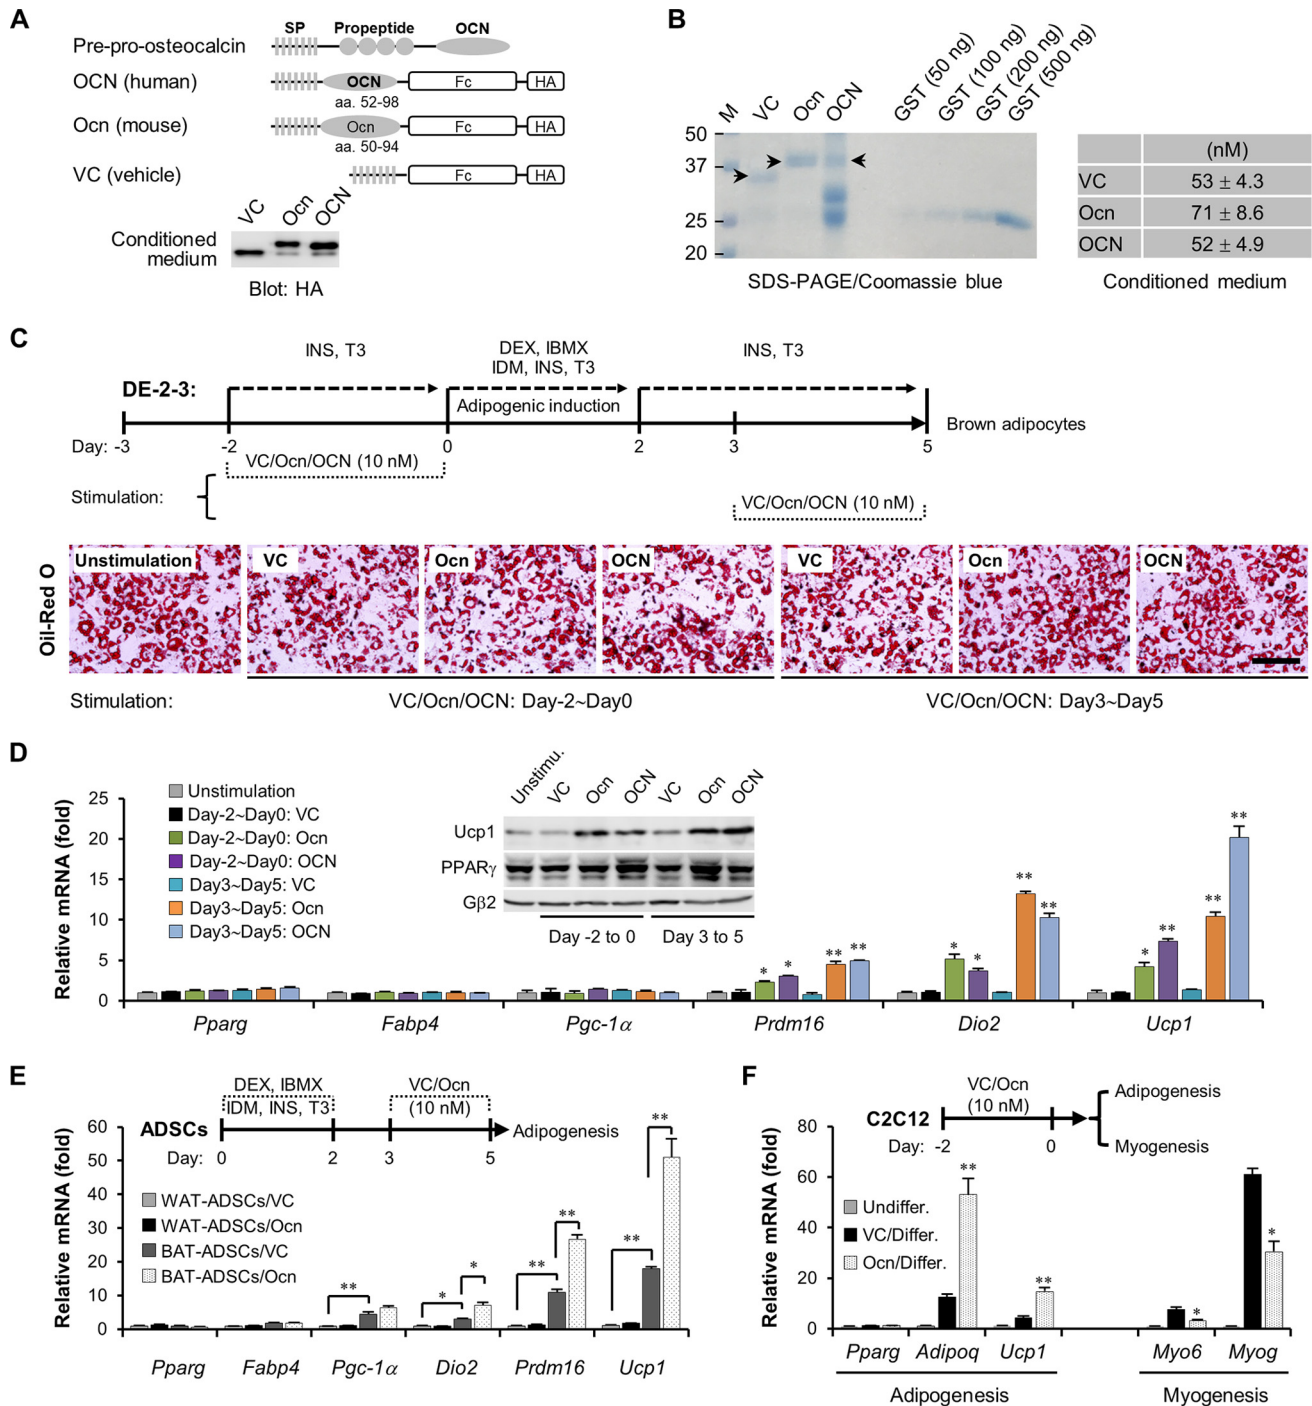 A
SP Propeptide OCN
Pre-pro-osteocalcin
OCN (human) OCN Fc HA
aa. 52-98
Ocn (mouse) Ocn Fc HA
aa. 50-94
VC (vehicle) Fc HA
VC Ocn OCN
Conditioned
medium
Blot: HA
B
M VC Ocn OCN GST (50 ng) GST (100 ng) GST (200 ng) GST (500 ng)
50
37
25
20
SDS-PAGE/Coomassie blue
(nM)
VC 53 ± 4.3
Ocn 71 ± 8.6
OCN 52 ± 4.9
Conditioned medium
C
INS, T3 DEX, IBMX INS, T3
IDM, INS, T3
DE-2-3:
Adipogenic induction
Brown adipocytes
Day: -3 -2 0 2 3 5
VC/Ocn/OCN (10 nM)
Stimulation:
VC/Ocn/OCN (10 nM)
Oil-Red O
Unstimulation VC Ocn OCN VC Ocn OCN
Stimulation: VC/Ocn/OCN: Day-2~Day0 VC/Ocn/OCN: Day3~Day5
D
Relative mRNA (fold)
25
20
15
10
5
0
Unstimulation
Day-2~Day0: VC
Day-2~Day0: Ocn
Day-2~Day0: OCN
Day3~Day5: VC
Day3~Day5: Ocn
Day3~Day5: OCN
Unstimu. VC Ocn OCN VC Ocn OCN
Ucp1
PPARγ
Gβ2
Day -2 to 0 Day 3 to 5
* * ** ** * * ** ** * ** ** **
Pparg Fabp4 Pgc-1α Prdm16 Dio2 Ucp1
E
DEX, IBMX VC/Ocn
IDM, INS, T3 (10 nM)
ADSCs Adipogenesis
Day: 0 2 3 5
Relative mRNA (fold)
60
50
40
30
20
10
0
WAT-ADSCs/VC
WAT-ADSCs/Ocn
BAT-ADSCs/VC
BAT-ADSCs/Ocn
** * * ** ** ** **
Pparg Fabp4 Pgc-1α Dio2 Prdm16 Ucp1
F
VC/Ocn
(10 nM)
C2C12
Adipogenesis
Day: -2 0 Myogenesis
Relative mRNA (fold)
80
60
40
20
0
Undiffer.
VC/Differ.
Ocn/Differ.
** ** * *
Pparg Adipoq Ucp1 Myo6 Myog
Adipogenesis Myogenesis